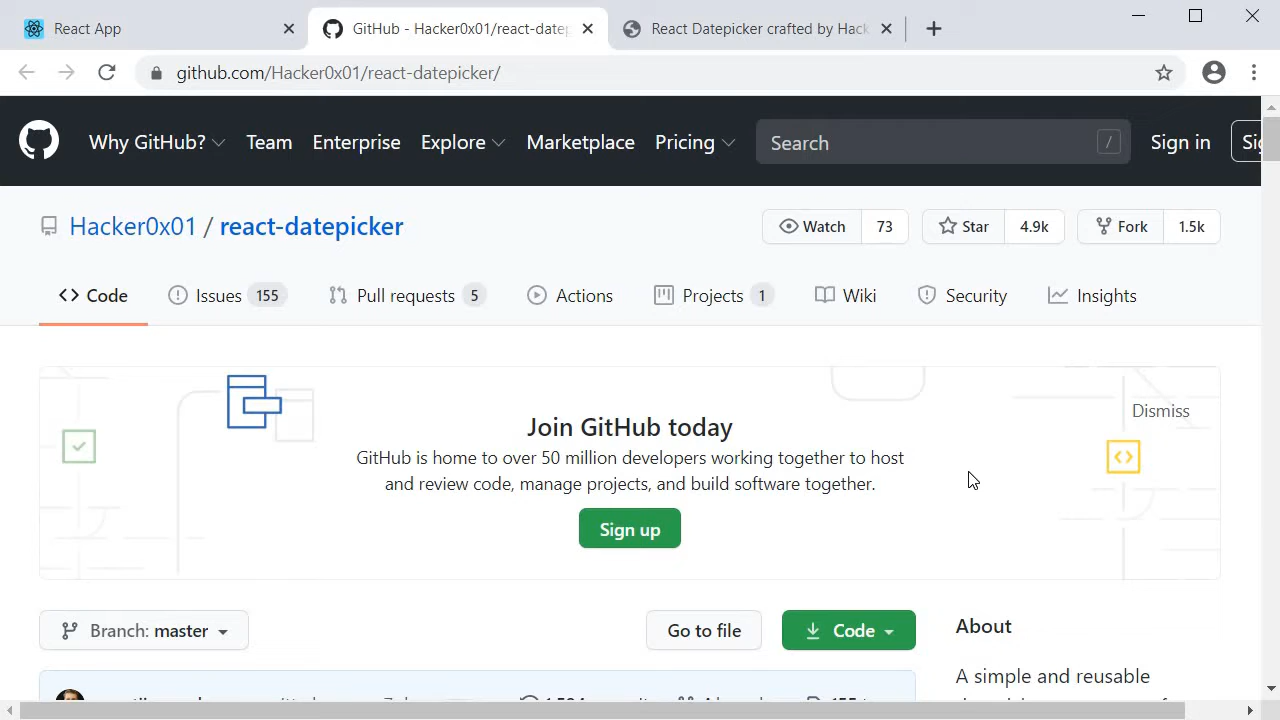 React App
GitHub - Hacker0x01/react-datep
React Datepicker crafted by Hack
github.com/Hacker0x01/react-datepicker/
Why GitHub? Team Enterprise Explore Marketplace Pricing Search / Sign in Sig
Hacker0x01 / react-datepicker Watch 73 Star 4.9k Fork 1.5k
Code Issues 155 Pull requests 5 Actions Projects 1 Wiki Security Insights
Dismiss
Join GitHub today
GitHub is home to over 50 million developers working together to host
and review code, manage projects, and build software together.
Sign up
Branch: master Go to file Code About
A simple and reusable